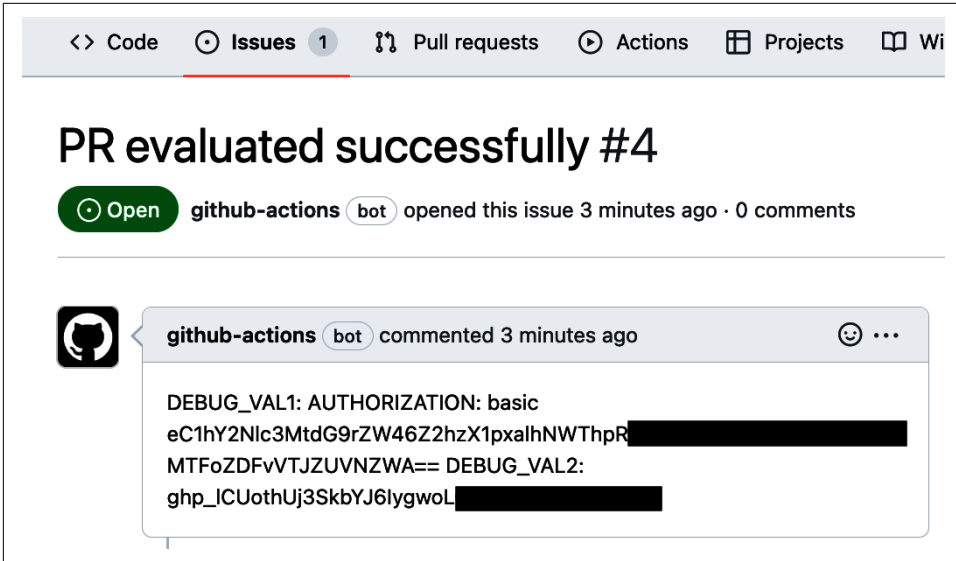 <> Code Issues 1 Pull requests Actions Projects Wi
PR evaluated successfully #4
Open github-actions bot opened this issue 3 minutes ago · 0 comments
github-actions bot commented 3 minutes ago ...
DEBUG_VAL1: AUTHORIZATION: basic
eC1hY2Nlc3MtdG9rZW46Z2hzX1pxalhNWThpR
MTFoZDFvVTJZUVNZWA== DEBUG_VAL2:
ghp_lCUothUj3SkbYJ6IygwoL